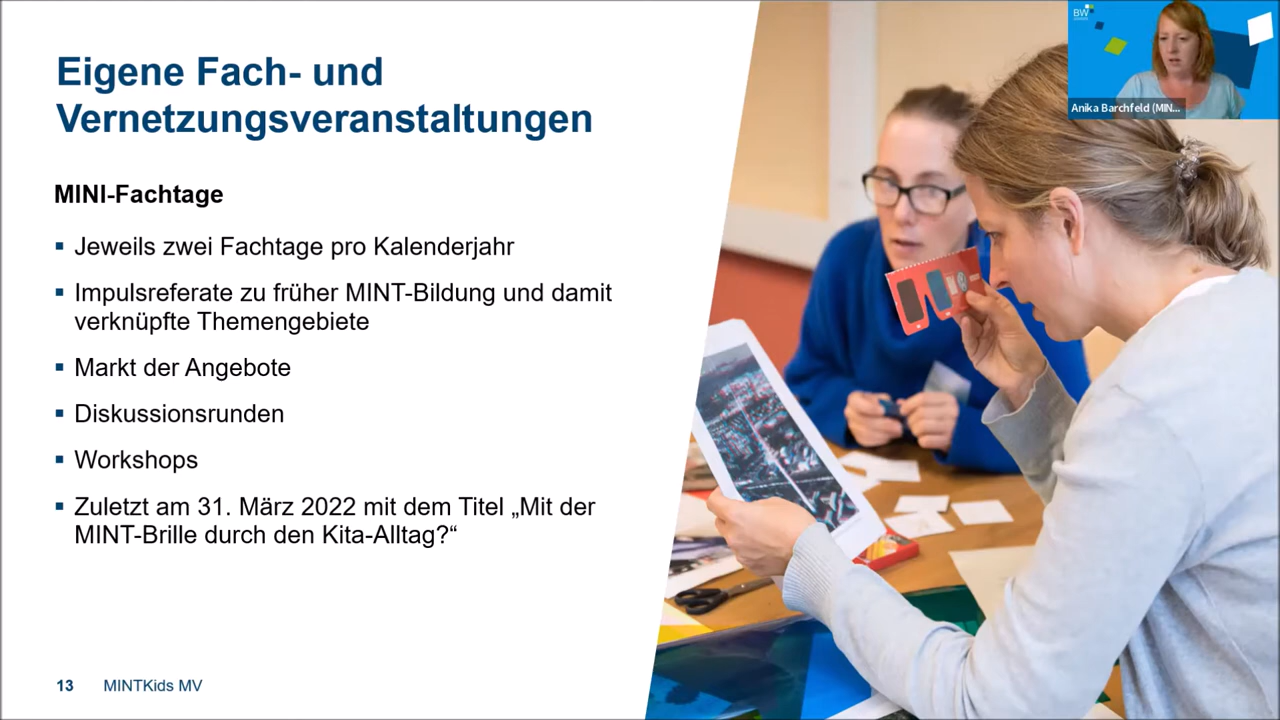 Eigene Fach- und
Vernetzungsveranstaltungen
MINI-Fachtage
▪ Jeweils zwei Fachtage pro Kalenderjahr
▪ Impulsreferate zu früher MINT-Bildung und damit
verknüpfte Themengebiete
▪ Markt der Angebote
▪ Diskussionsrunden
▪ Workshops
▪ Zuletzt am 31. März 2022 mit dem Titel „Mit der
MINT-Brille durch den Kita-Alltag?“
13 MINTKids MV
BW
Anika Barchfeld (MIN...